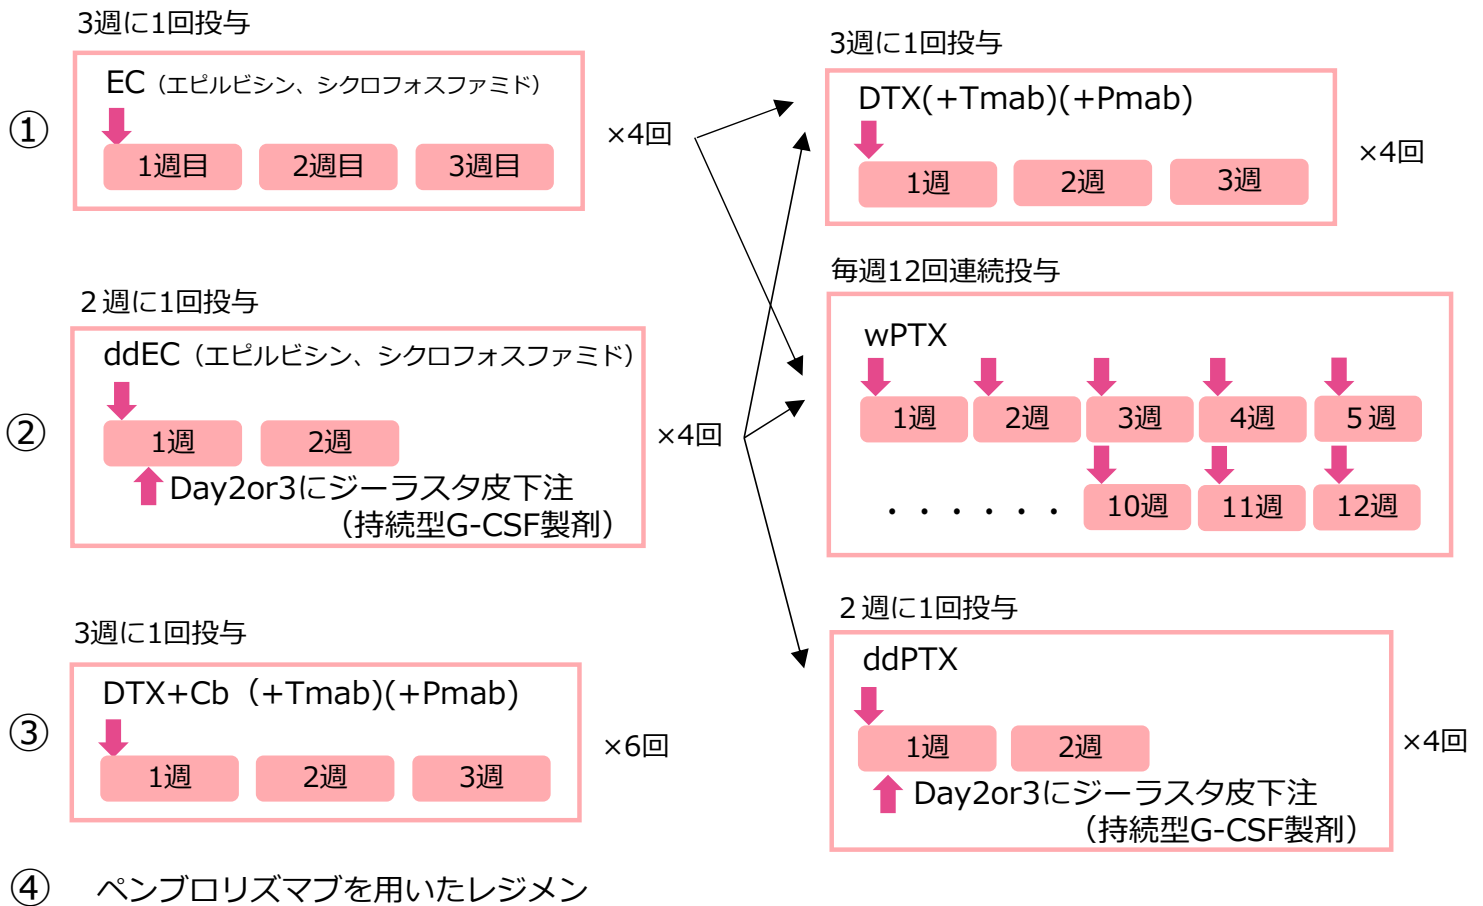 3週に1回投与
EC（エピルビシン、シクロフォスファミド）
①
1週目 2週目 3週目
×4回
3週に1回投与
DTX(+Tmab)(+Pmab)
1週 2週 3週
×4回
２週に1回投与
ddEC（エピルビシン、シクロフォスファミド）
②
1週 2週
×4回
Day2or3にジーラスタ皮下注
（持続型G-CSF製剤）
毎週12回連続投与
wPTX
1週 2週 3週 4週 ５週
・・・・・・ 10週 11週 12週
3週に1回投与
DTX+Cb（+Tmab)(+Pmab)
③
1週 2週 3週
×6回
２週に1回投与
ddPTX
1週 2週
×4回
Day2or3にジーラスタ皮下注
（持続型G-CSF製剤）
④ ペンブロリズマブを用いたレジメン